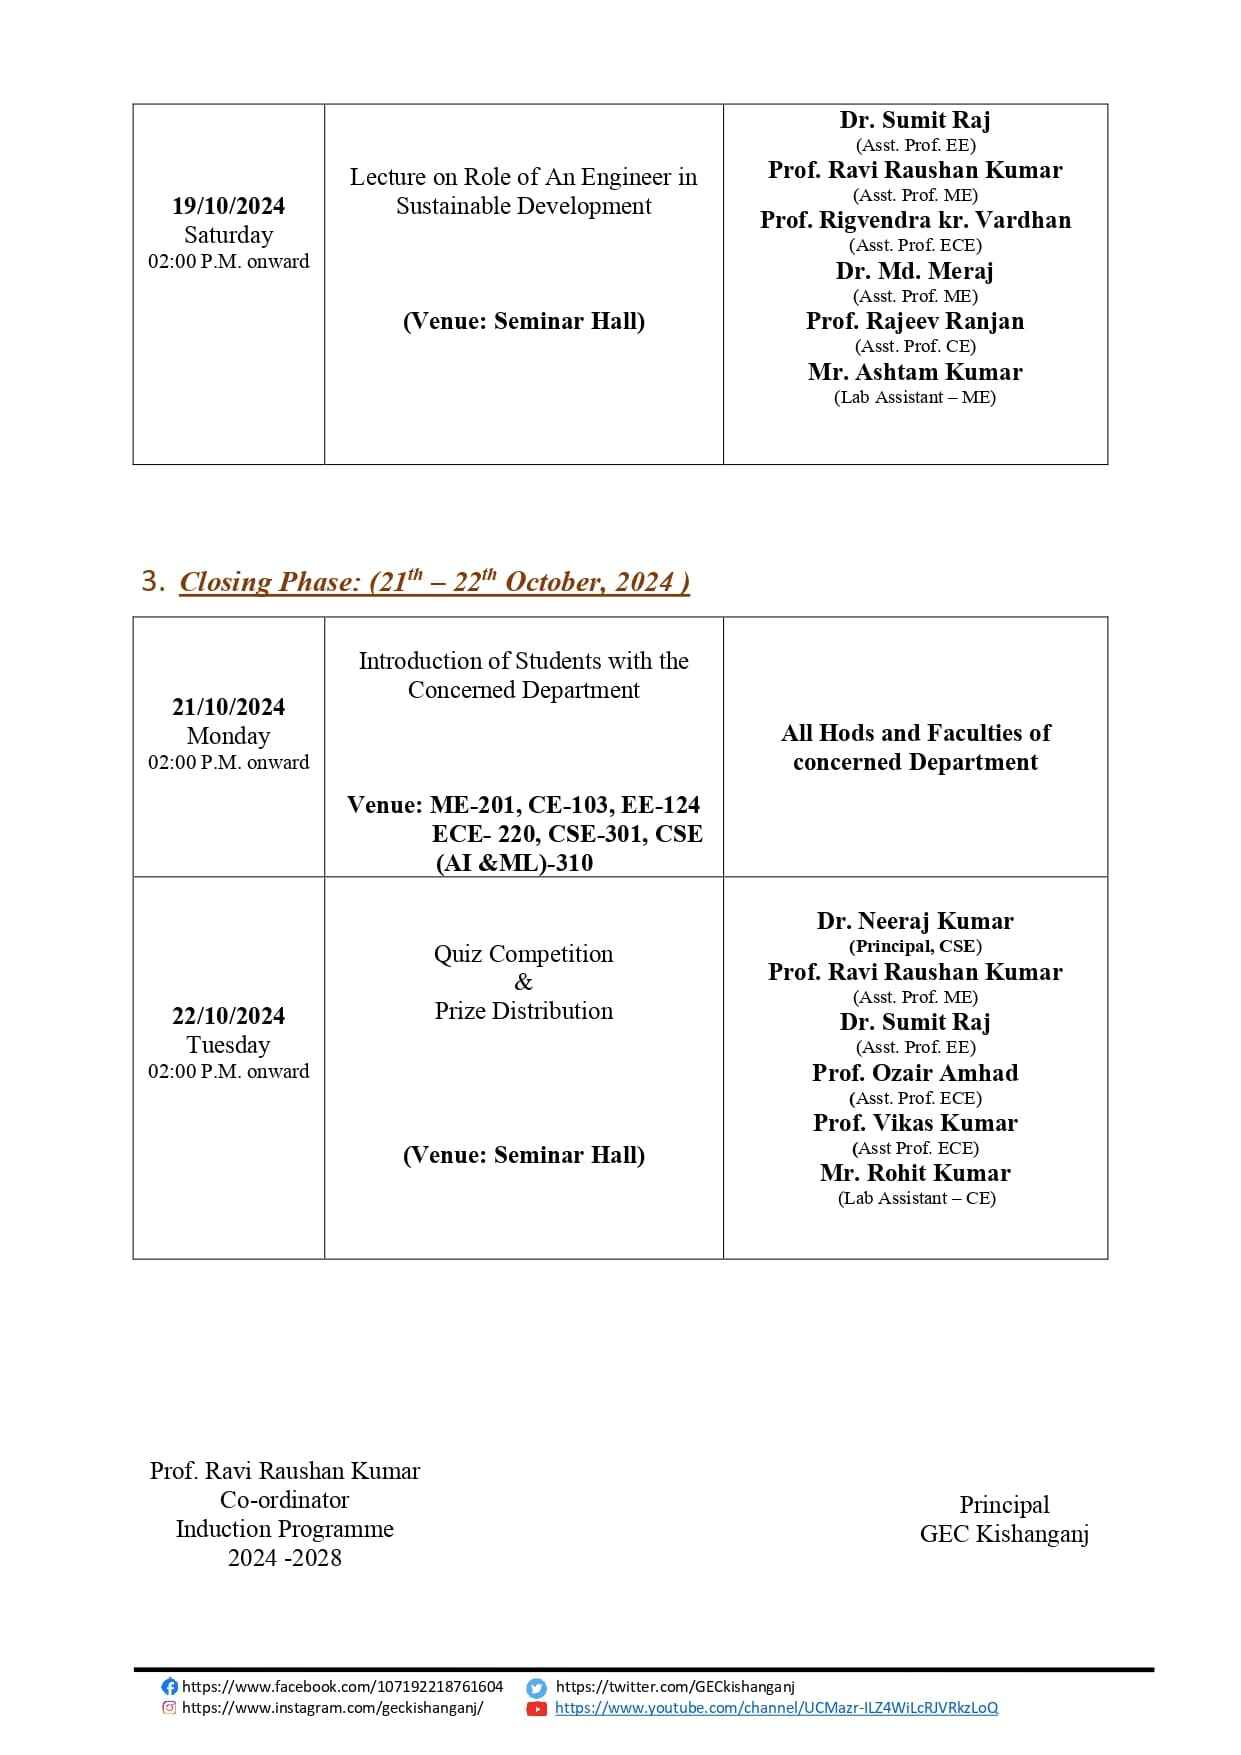 19/10/2024
Saturday
02:00 P.M. onward
Lecture on Role of An Engineer in
Sustainable Development
(Venue: Seminar Hall)
Dr. Sumit Raj
(Asst. Prof. EE)
Prof. Ravi Raushan Kumar
(Asst. Prof. ME)
Prof. Rigvendra kr. Vardhan
(Asst. Prof. ECE)
Dr. Md. Meraj
(Asst. Prof. ME)
Prof. Rajeev Ranjan
(Asst. Prof. CE)
Mr. Ashtam Kumar
(Lab Assistant – ME)
3. Closing Phase: (21th – 22th October, 2024 )
21/10/2024
Monday
02:00 P.M. onward
Introduction of Students with the
Concerned Department
Venue: ME-201, CE-103, EE-124
ECE- 220, CSE-301, CSE
(AI &ML)-310
All Hods and Faculties of
concerned Department
22/10/2024
Tuesday
02:00 P.M. onward
Quiz Competition
&
Prize Distribution
(Venue: Seminar Hall)
Dr. Neeraj Kumar
(Principal, CSE)
Prof. Ravi Raushan Kumar
(Asst. Prof. ME)
Dr. Sumit Raj
(Asst. Prof. EE)
Prof. Ozair Amhad
(Asst. Prof. ECE)
Prof. Vikas Kumar
(Asst Prof. ECE)
Mr. Rohit Kumar
(Lab Assistant – CE)
Prof. Ravi Raushan Kumar
Co-ordinator
Induction Programme
2024 -2028
Principal
GEC Kishanganj
https://www.facebook.com/107192218761604 https://twitter.com/GECkishanganj
https://www.instagram.com/geckishanganj/ https://www.youtube.com/channel/UCMazr-ILZ4WiLcRJVRkzLoQ